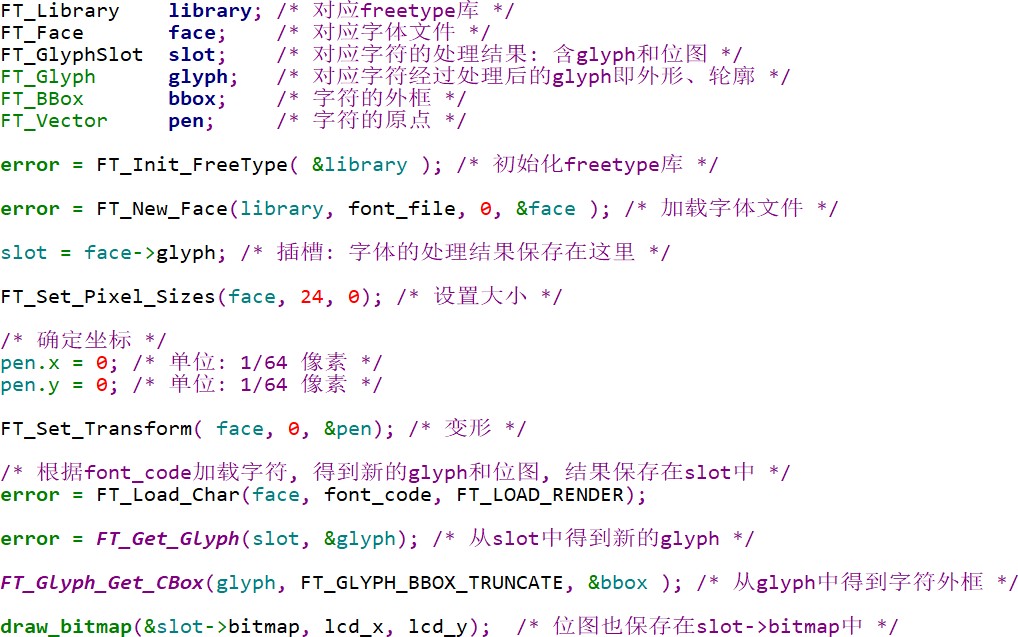 FT_Library    library; /* 对应freetype库 */
FT_Face       face;    /* 对应字体文件 */
FT_GlyphSlot  slot;    /* 对应字符的处理结果: 含glyph和位图 */
FT_Glyph      glyph;   /* 对应字符经过处理后的glyph即外形、轮廓 */
FT_BBox       bbox;    /* 字符的外框 */
FT_Vector     pen;     /* 字符的原点 */
error = FT_Init_FreeType( &library ); /* 初始化freetype库 */
error = FT_New_Face(library, font_file, 0, &face ); /* 加载字体文件 */
slot = face->glyph; /* 插槽: 字体的处理结果保存在这里 */
FT_Set_Pixel_Sizes(face, 24, 0); /* 设置大小 */
/* 确定坐标 */
pen.x = 0; /* 单位: 1/64 像素 */
pen.y = 0; /* 单位: 1/64 像素 */
FT_Set_Transform( face, 0, &pen); /* 变形 */
/* 根据font_code加载字符, 得到新的glyph和位图, 结果保存在slot中 */
error = FT_Load_Char(face, font_code, FT_LOAD_RENDER);
error = FT_Get_Glyph(slot, &glyph); /* 从slot中得到新的glyph */
FT_Glyph_Get_CBox(glyph, FT_GLYPH_BBOX_TRUNCATE, &bbox ); /* 从glyph中得到字符外框 */
draw_bitmap(&slot->bitmap, lcd_x, lcd_y);  /* 位图也保存在slot->bitmap中 */